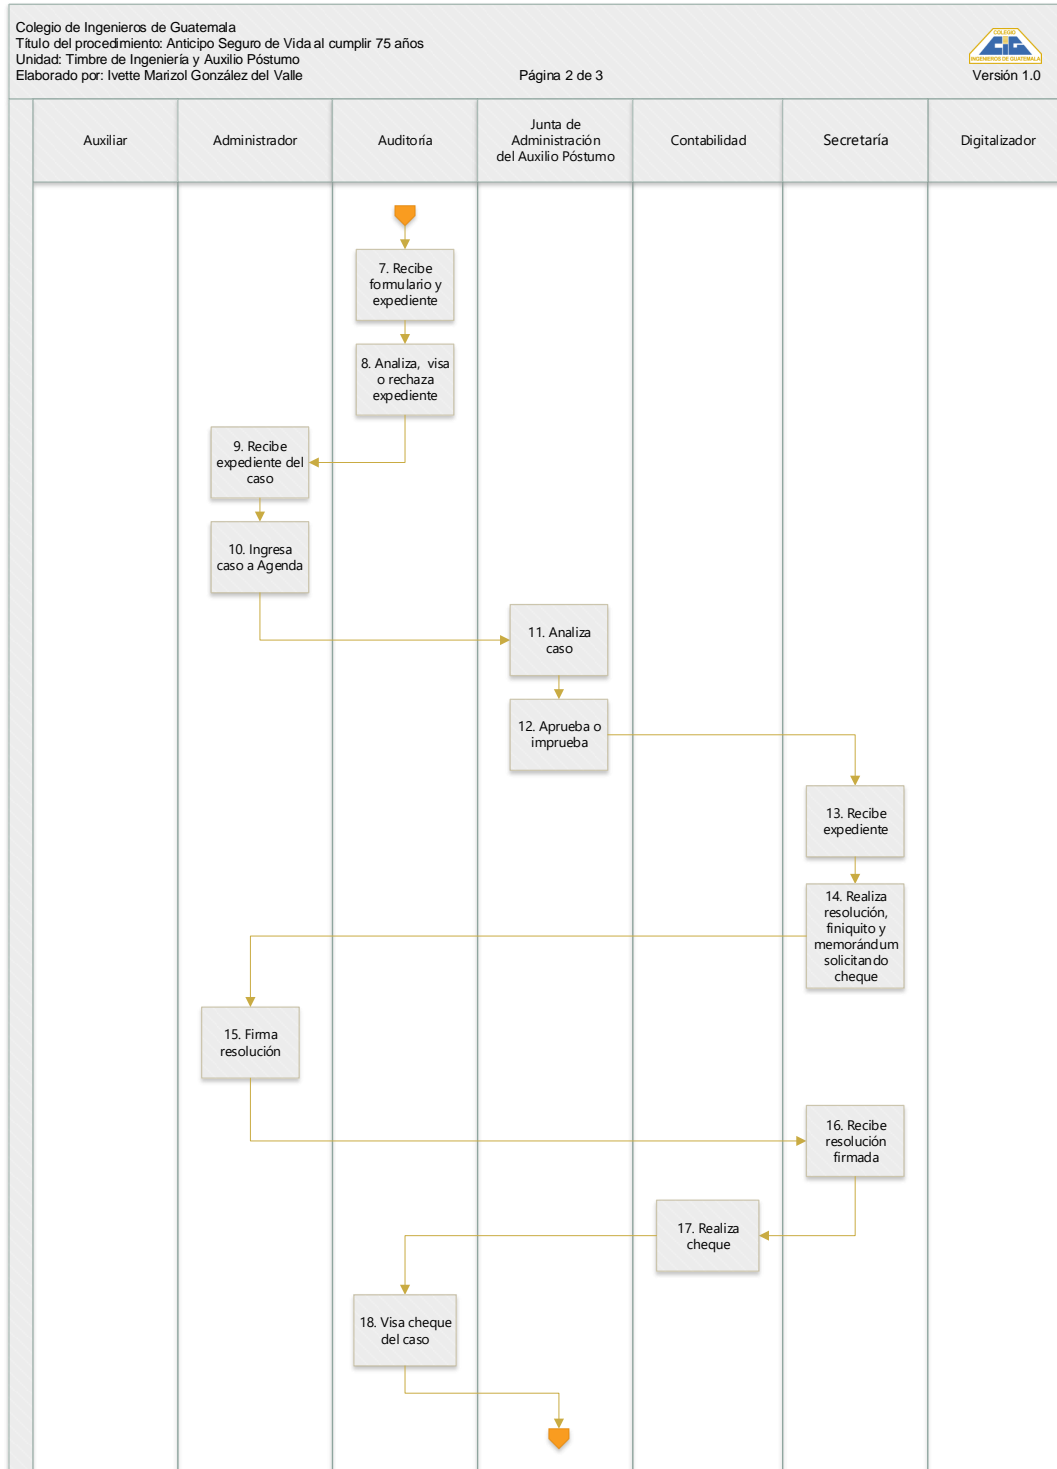 Colegio de Ingenieros de Guatemala
Título del procedimiento: Anticipo Seguro de Vida al cumplir 75 años
Unidad: Timbre de Ingeniería y Auxilio Póstumo
Elaborado por: Ivette Marizol González del Valle
Página 2 de 3
COLEGIO
CIG
INGENIEROS DE GUATEMALA
Versión 1.0
Auxiliar
Administrador
Auditoría
Junta de
Administración
del Auxilio Póstumo
Contabilidad
Secretaría
Digitalizador
7. Recibe
formulario y
expediente
8. Analiza, visa
o rechaza
expediente
9. Recibe
expediente del
caso
10. Ingresa
caso a Agenda
11. Analiza
caso
12. Aprueba o
imprueba
13. Recibe
expediente
14. Realiza
resolución,
finiquito y
memorándum
solicitando
cheque
15. Firma
resolución
16. Recibe
resolución
firmada
17. Realiza
cheque
18. Visa cheque
del caso